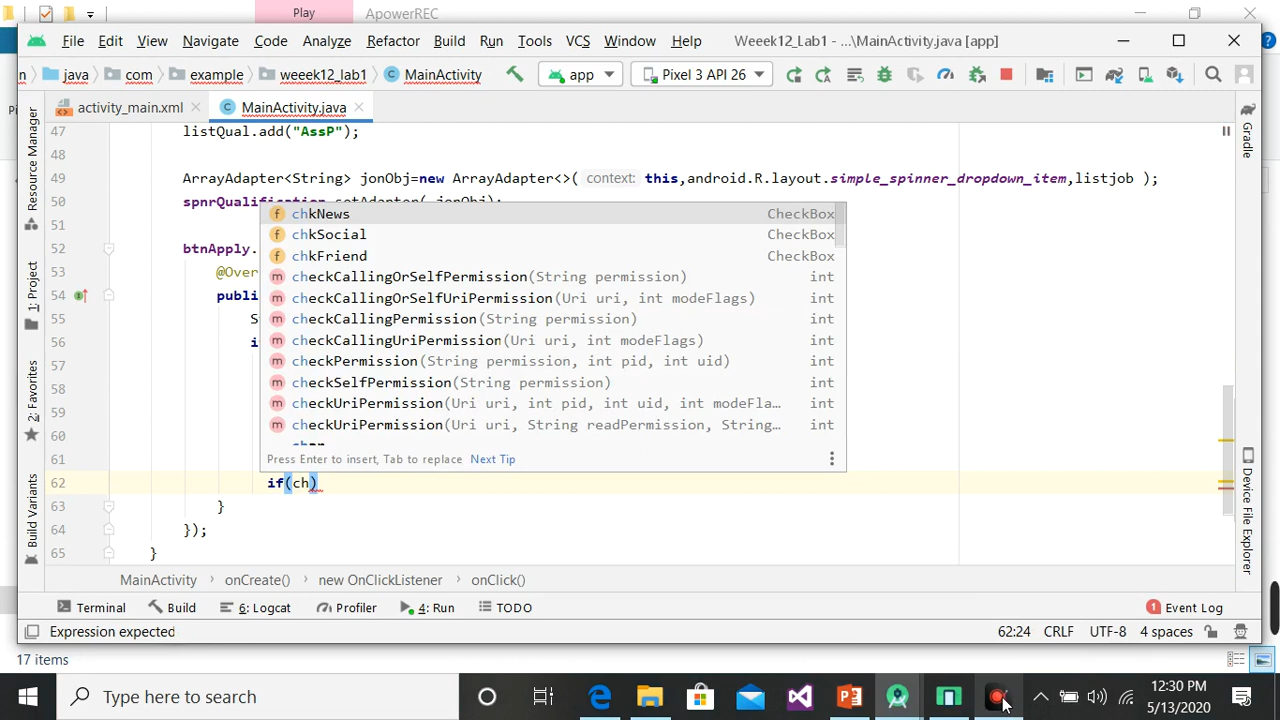 Play
ApowerREC
File Edit View Navigate Code Analyze Refactor Build Run Tools VCS Window Help Weeek12_Lab1 - ...\MainActivity.java [app]
n java com example weeek12_lab1 MainActivity app Pixel 3 API 26
activity_main.xml MainActivity.java
47 listQual.add("AssP");
48
49 ArrayAdapter<String> jonObj=new ArrayAdapter<>( context: this,android.R.layout.simple_spinner_dropdown_item,listjob );
50 spnrQualification.setAdapter( jonObj);
51
52 btnApply.
53 @Over
54 publi
55 S
56 i
57
58
59
60
61
62 if(ch)
63 }
64 });
65 }
chkNews CheckBox
chkSocial CheckBox
chkFriend CheckBox
checkCallingOrSelfPermission(String permission) int
checkCallingOrSelfUriPermission(Uri uri, int modeFlags) int
checkCallingPermission(String permission) int
checkCallingUriPermission(Uri uri, int modeFlags) int
checkPermission(String permission, int pid, int uid) int
checkSelfPermission(String permission) int
checkUriPermission(Uri uri, int pid, int uid, int modeFla... int
checkUriPermission(Uri uri, String readPermission, String... int
Press Enter to insert, Tab to replace Next Tip
Resource Manager
1: Project
2: Favorites
Build Variants
Gradle
Device File Explorer
MainActivity onCreate() new OnClickListener onClick()
Terminal Build 6: Logcat Profiler 4: Run TODO 1 Event Log
Expression expected 62:24 CRLF UTF-8 4 spaces
17 items
Type here to search
12:30 PM
5/13/2020